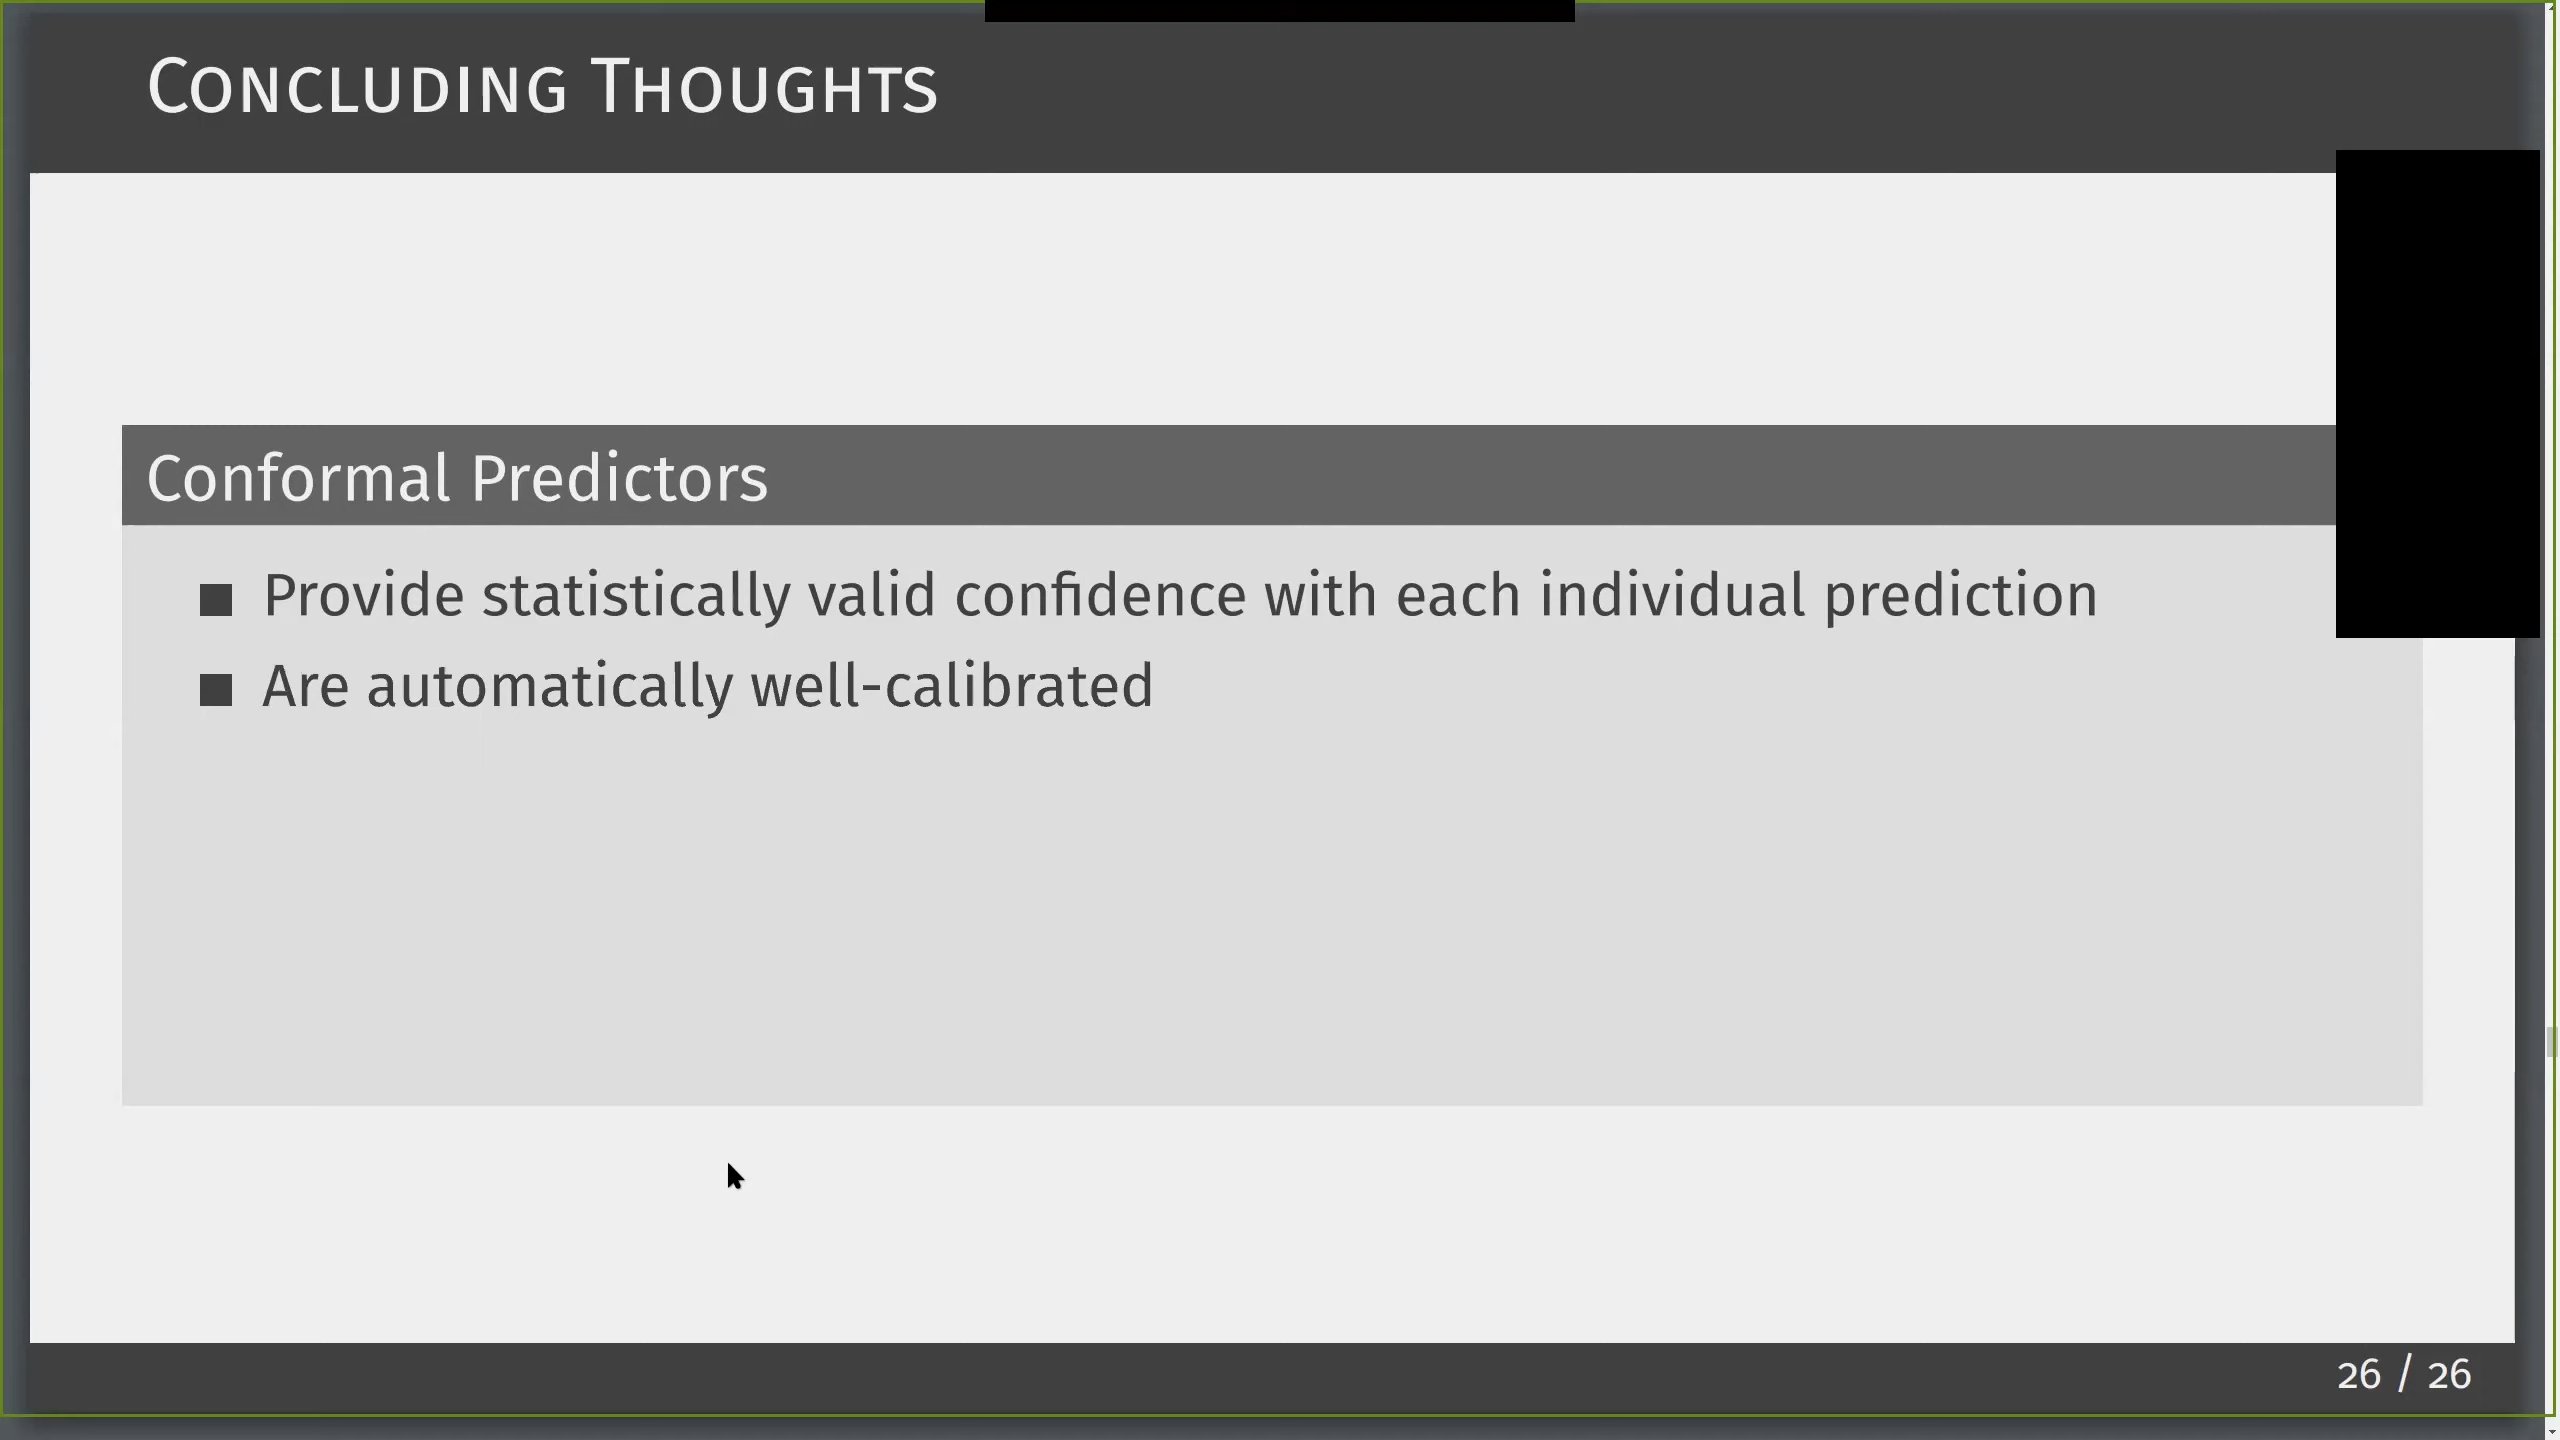 Concluding Thoughts
Conformal Predictors
Provide statistically valid confidence with each individual prediction
Are automatically well-calibrated
26 / 26